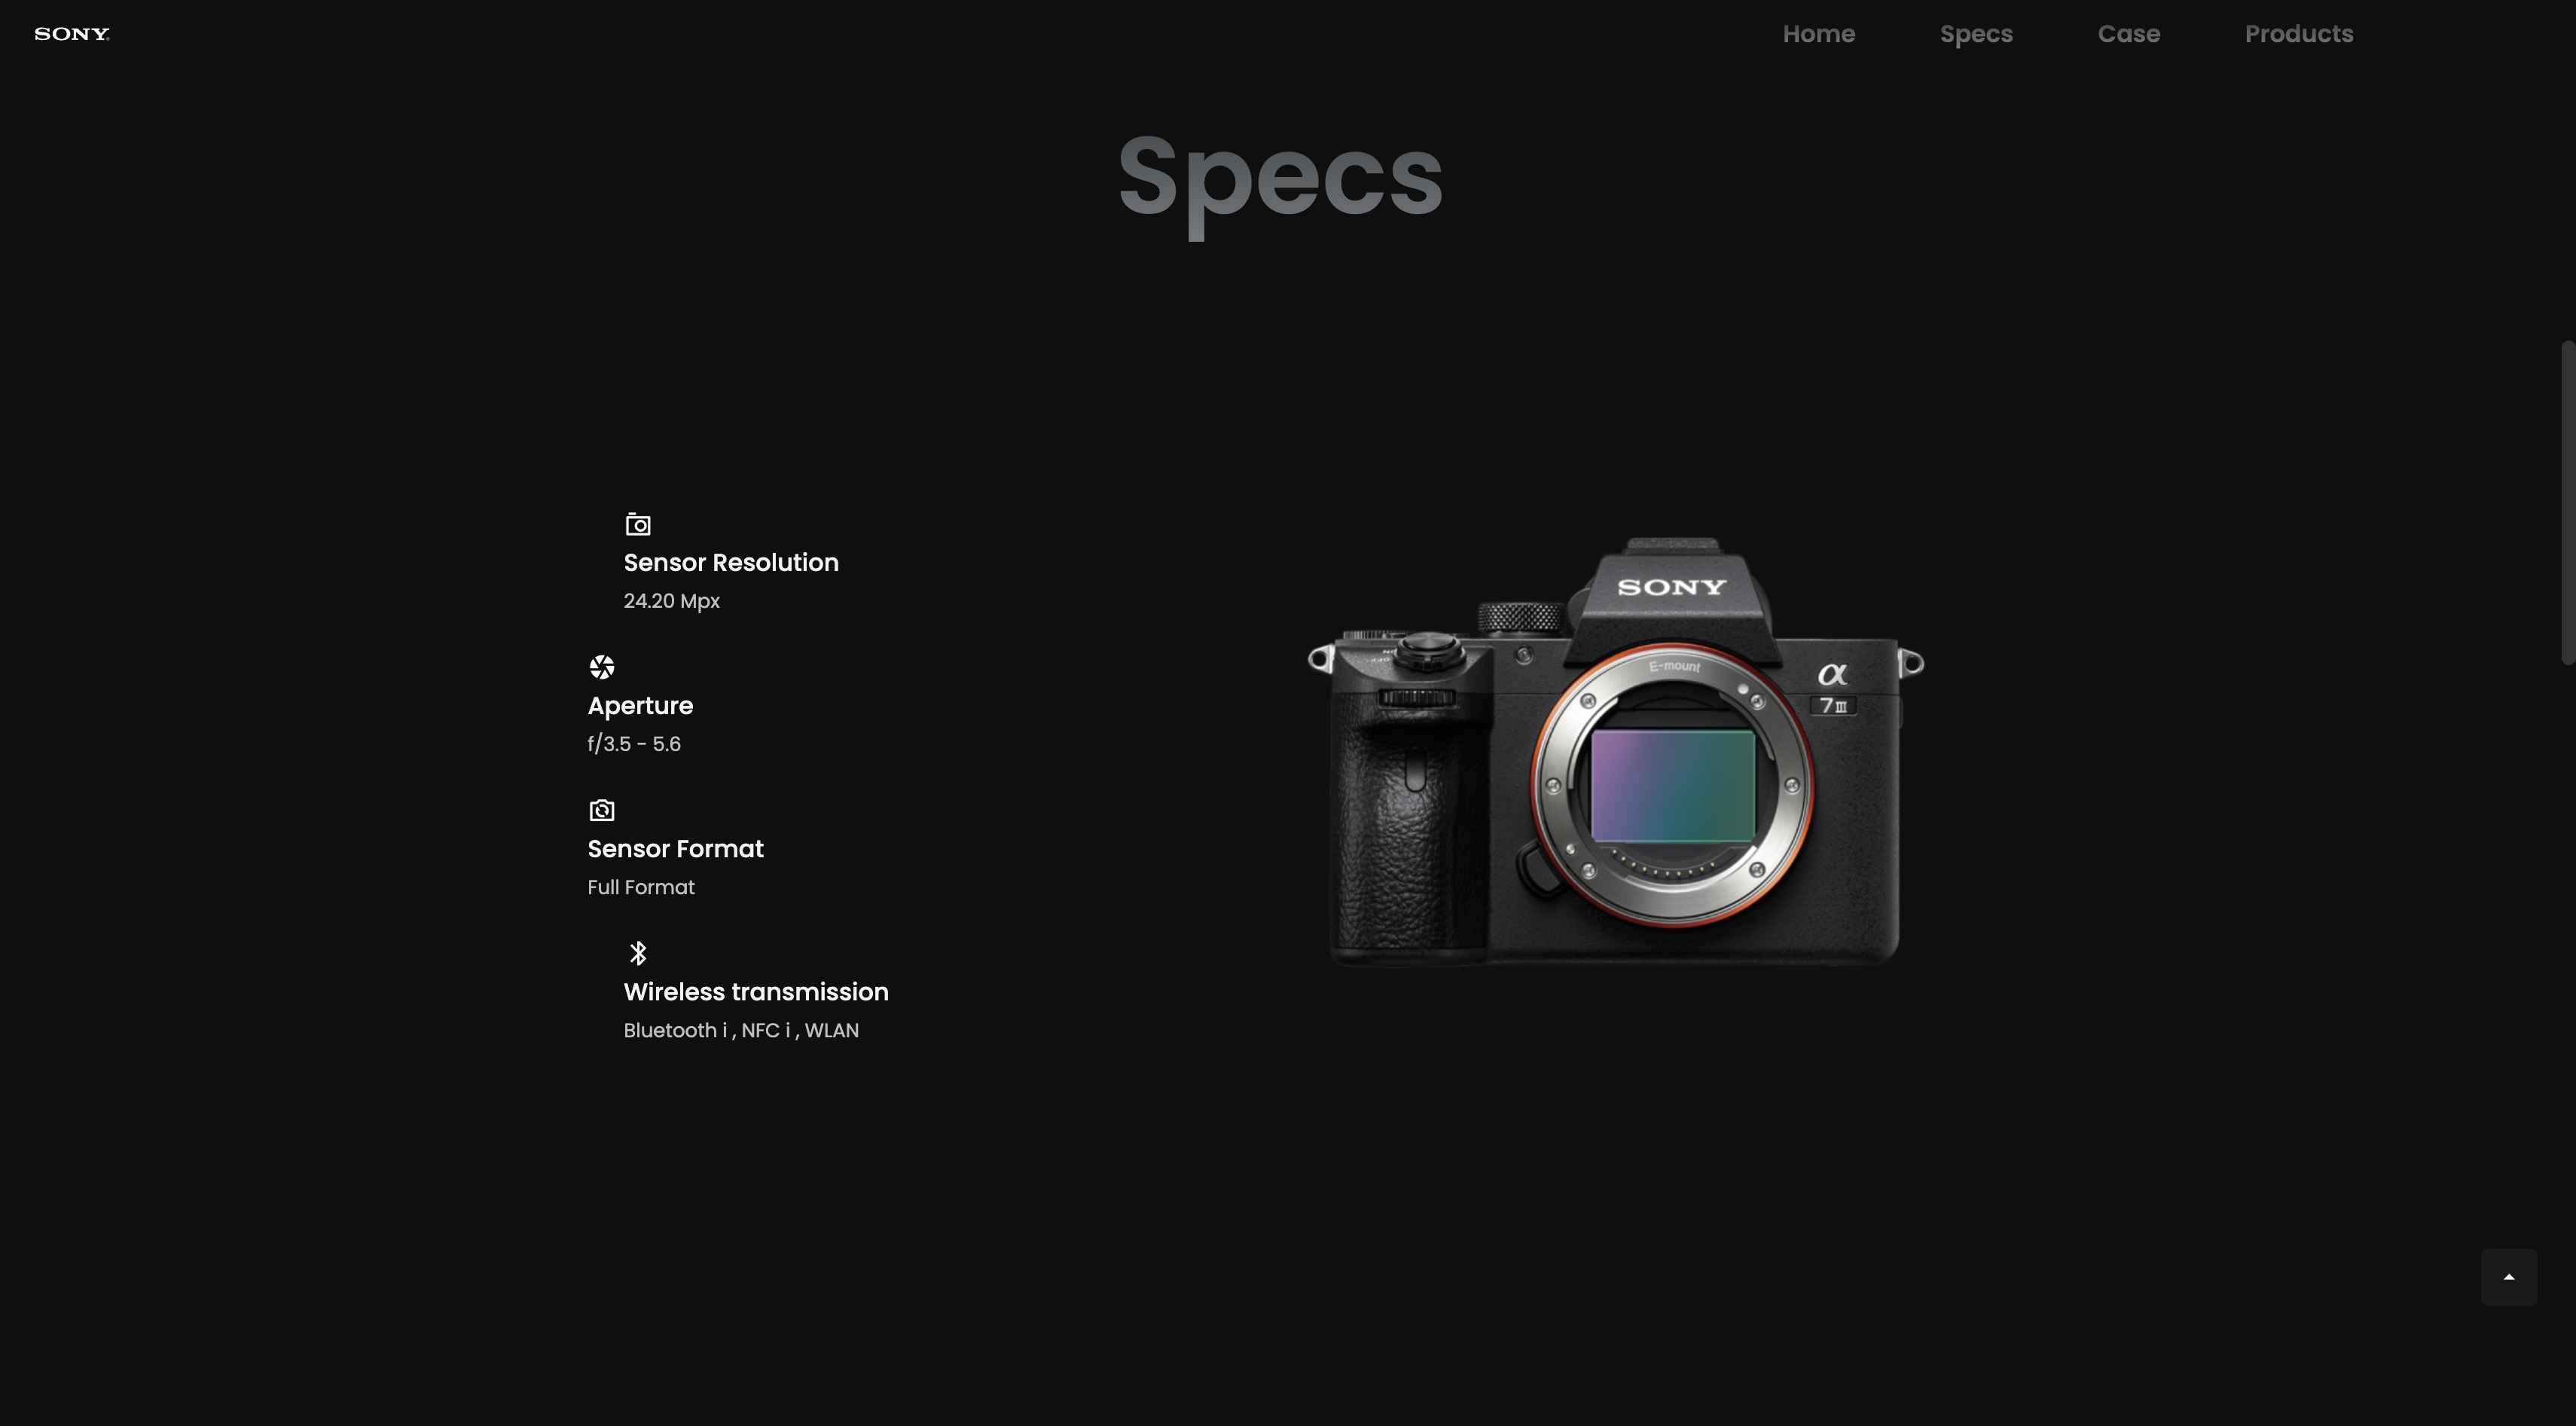 SONY
Home Specs Case Products
Specs
Sensor Resolution
24.20 Mpx
Aperture
f/3.5 - 5.6
Sensor Format
Full Format
Wireless transmission
Bluetooth i , NFC i , WLAN
SONY
E-mount
α
7III